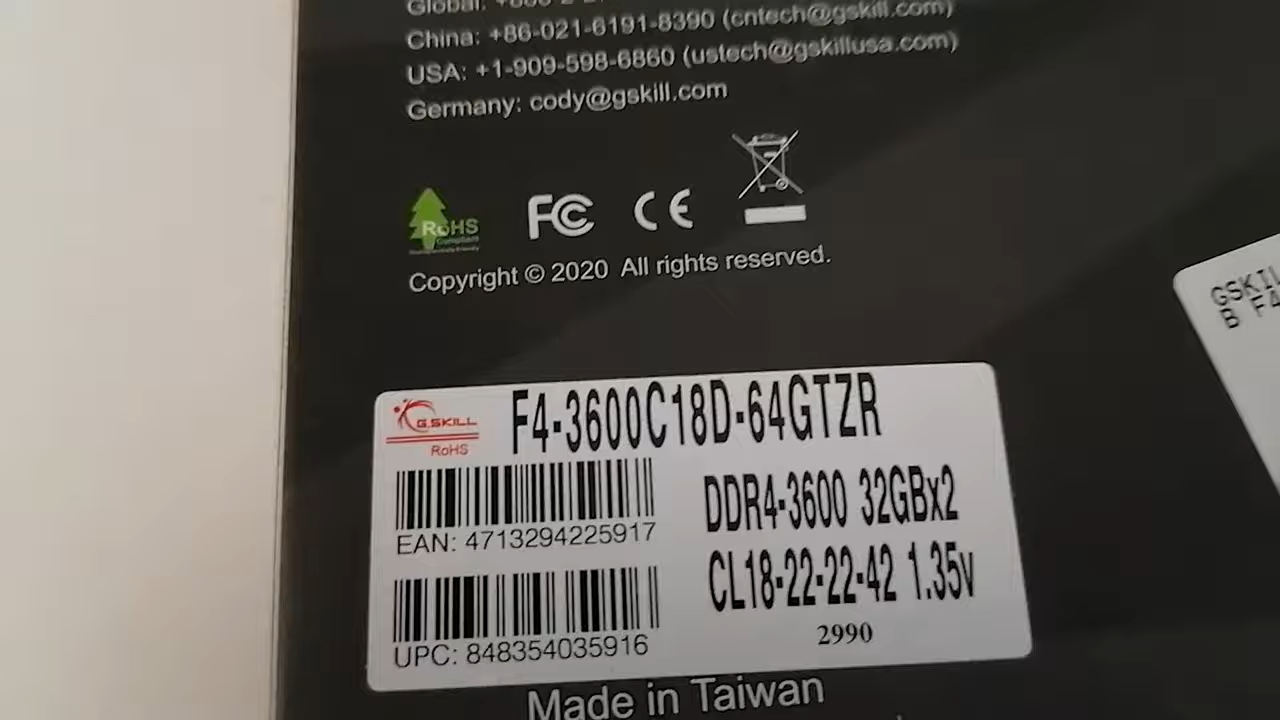 Global:
China: +86-021-6191-8390 (cntech@gskill.com)
USA: +1-909-598-6860 (ustech@gskillusa.com)
Germany: cody@gskill.com
RoHS
Compliant
FC CE
Copyright © 2020 All rights reserved.
GSKILL
B F4
G.SKILL
RoHS
F4-3600C18D-64GTZR
DDR4-3600 32GBx2
CL18-22-22-42 1.35v
2990
EAN: 4713294225917
UPC: 848354035916
Made in Taiwan